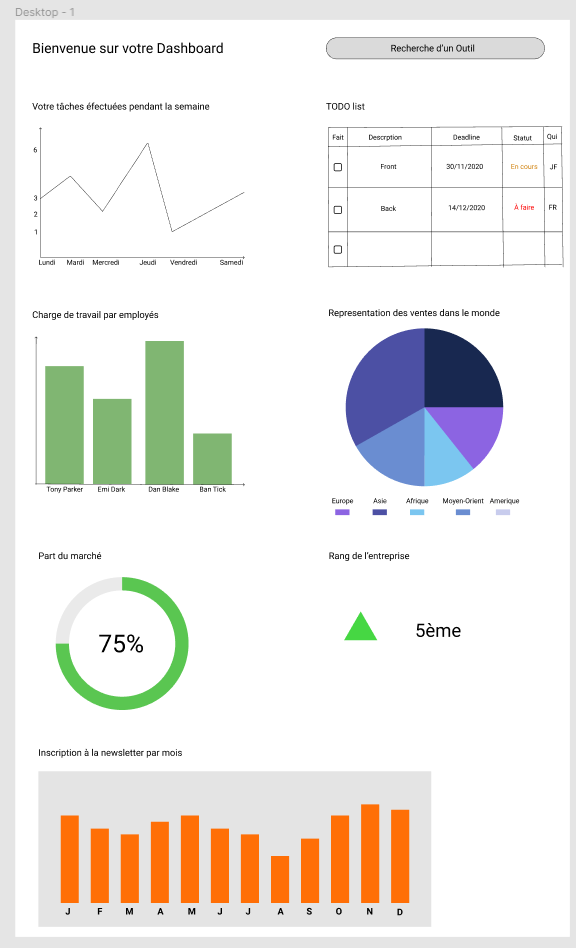 Desktop - 1
Bienvenue sur votre Dashboard
Recherche d'un Outil
Votre tâches éfectuées pendant la semaine
6
3
2
1
Lundi Mardi Mercredi Jeudi Vendredi Samedi
TODO list
Fait Descrption Deadline Statut Qui
Front 30/11/2020 En cours JF
Back 14/12/2020 À faire FR
Charge de travail par employés
Tony Parker Emi Dark Dan Blake Ban Tick
Representation des ventes dans le monde
Europe Asie Afrique Moyen-Orient Amerique
Part du marché
75%
Rang de l'entreprise
5ème
Inscription à la newsletter par mois
J F M A M J J A S O N D